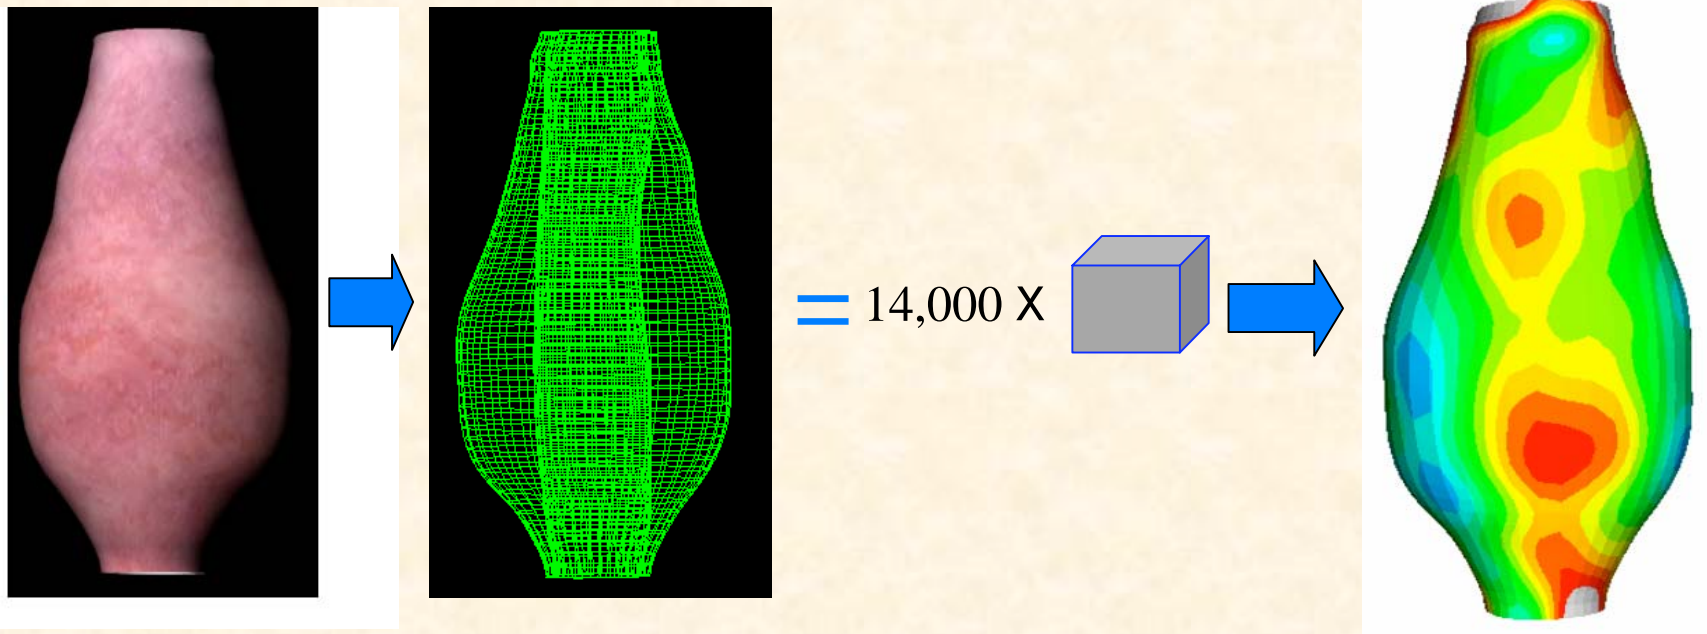 = 14,000 X